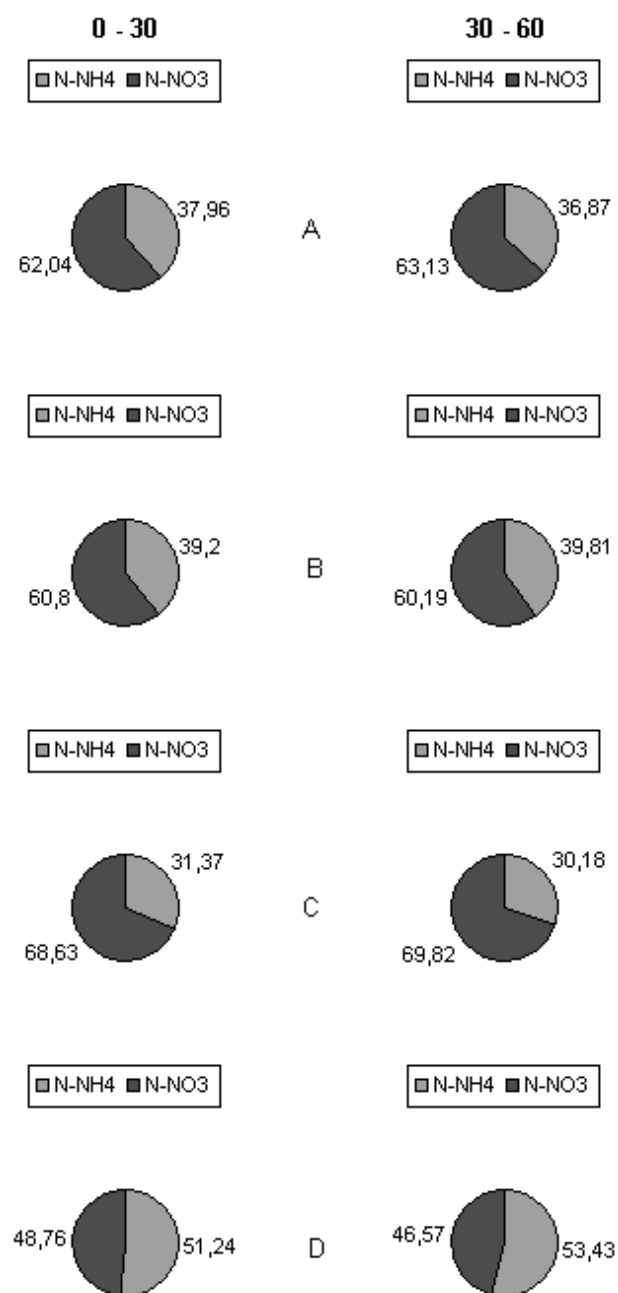 0 - 30 30 - 60
N-NH4 N-NO3 N-NH4 N-NO3
37,96 A 36,87
62,04 63,13
N-NH4 N-NO3 N-NH4 N-NO3
39,2 B 39,81
60,8 60,19
N-NH4 N-NO3 N-NH4 N-NO3
31,37 30,18
C
68,63 69,82
N-NH4 N-NO3 N-NH4 N-NO3
48,76 51,24 D 46,57 53,43